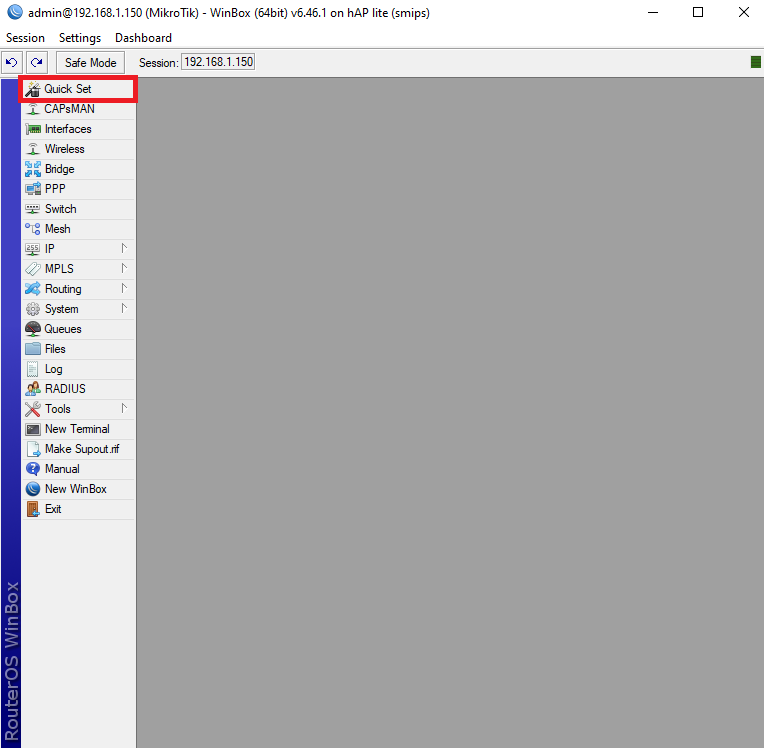 admin@192.168.1.150 (MikroTik) - WinBox (64bit) v6.46.1 on hAP lite (smips)
Session Settings Dashboard
Safe Mode Session: 192.168.1.150
Quick Set
CAPsMAN
Interfaces
Wireless
Bridge
PPP
Switch
Mesh
255 IP
MPLS
Routing
System
Queues
Files
Log
RADIUS
Tools
New Terminal
Make Supout.rif
Manual
New WinBox
Exit
RouterOS WinBox